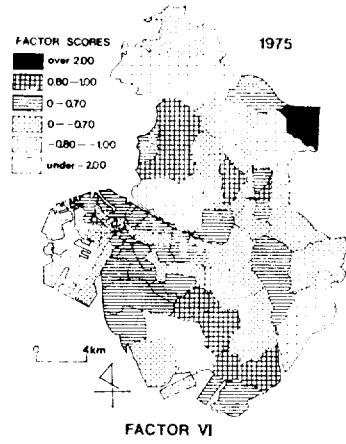 FACTOR SCORES
1975
over 2.00
0.80–1.00
0–0.70
0–-0.70
-0.80–-1.00
under -2.00
0
4km
FACTOR VI